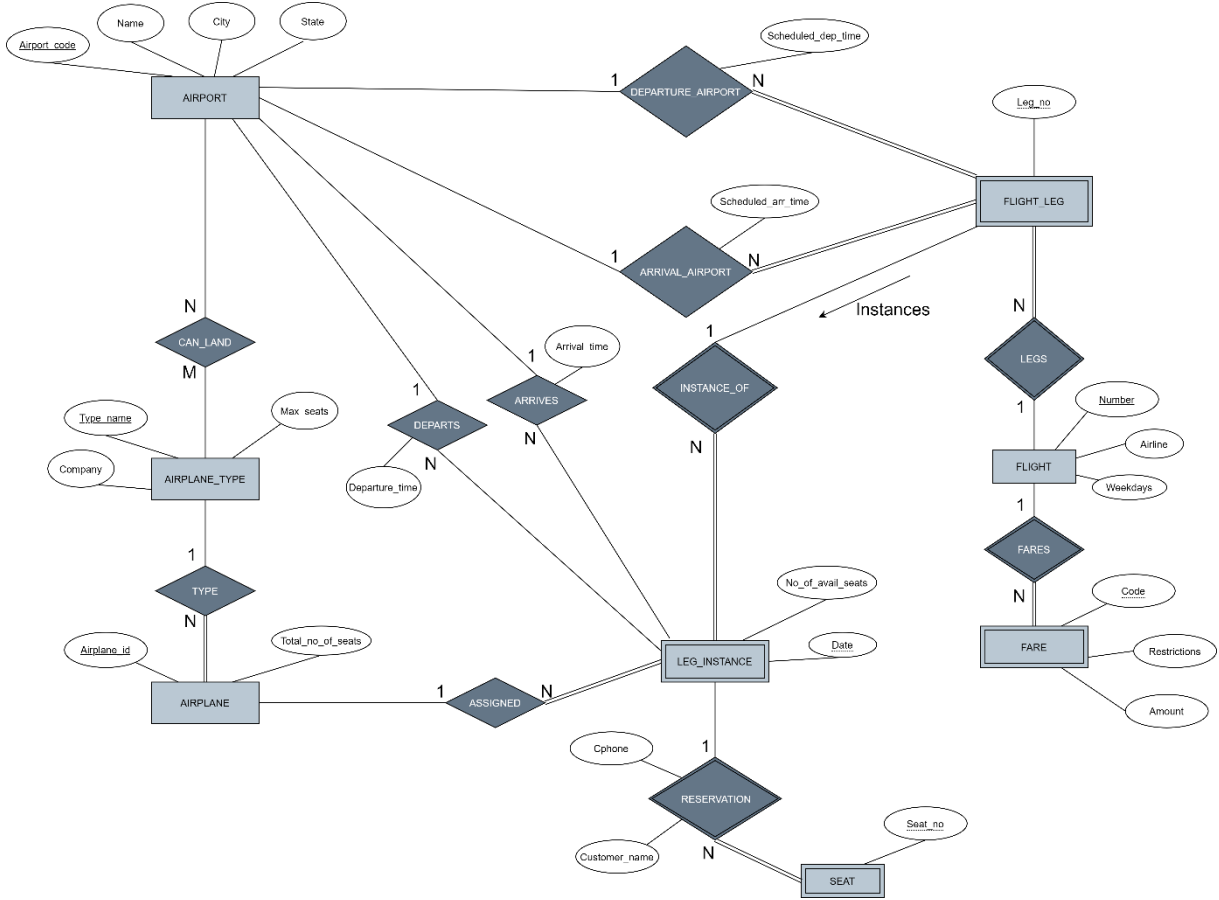 Name
City
State
Scheduled_dep_time
Airport_code
1
N
AIRPORT
DEPARTURE_AIRPORT
Leg_no
Scheduled_arr_time
FLIGHT_LEG
1
N
ARRIVAL_AIRPORT
N
Instances
N
1
CAN_LAND
Arrival_time
1
LEGS
M
1
INSTANCE_OF
ARRIVES
1
Number
Type_name
Max_seats
DEPARTS
N
N
Airline
Company
N
AIRPLANE_TYPE
FLIGHT
Departure_time
Weekdays
1
1
FARES
TYPE
No_of_avail_seats
Code
N
N
Total_no_of_seats
Airplane_id
Date
FARE
Restrictions
LEG_INSTANCE
1
N
AIRPLANE
ASSIGNED
Amount
Cphone
1
RESERVATION
Seat_no
N
Customer_name
SEAT